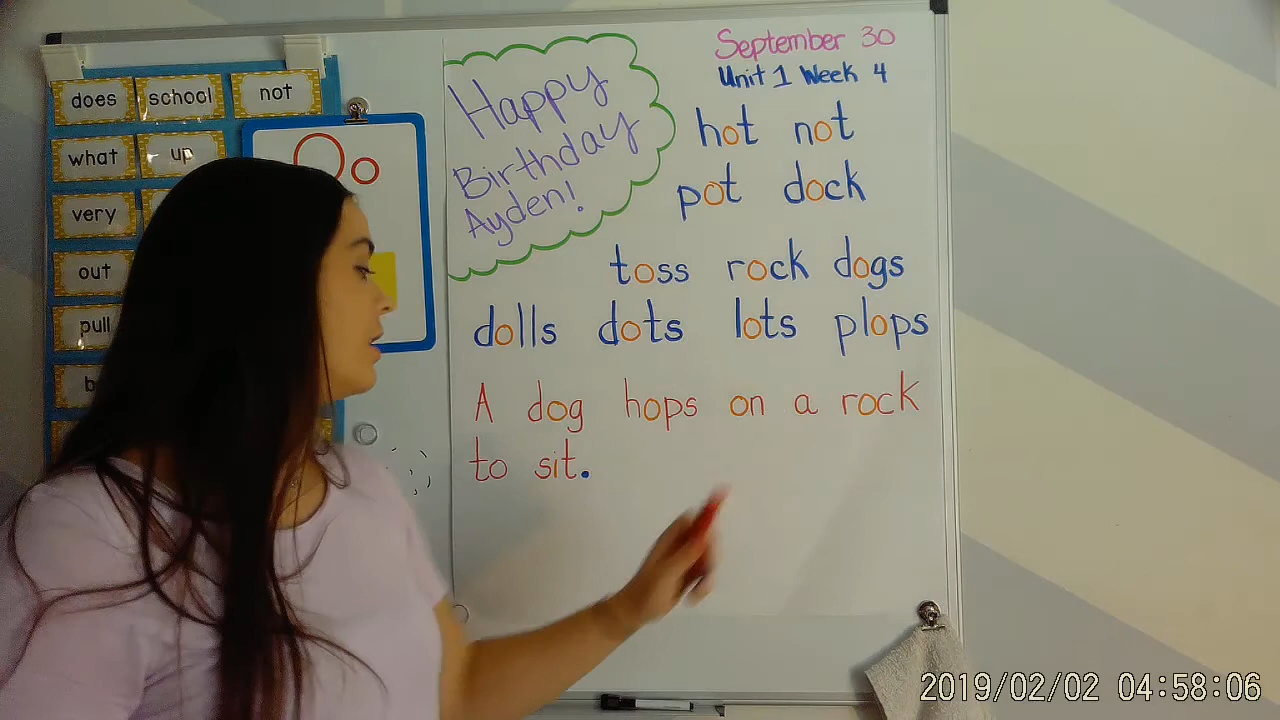 does school not
what up
very
out
pull
Oo
Happy
Birthday
Ayden!
September 30
Unit 1 Week 4
hot not
pot dock
toss rock dogs
dolls dots lots plops
A dog hops on a rock
to sit.
2019/02/02 04:58:06